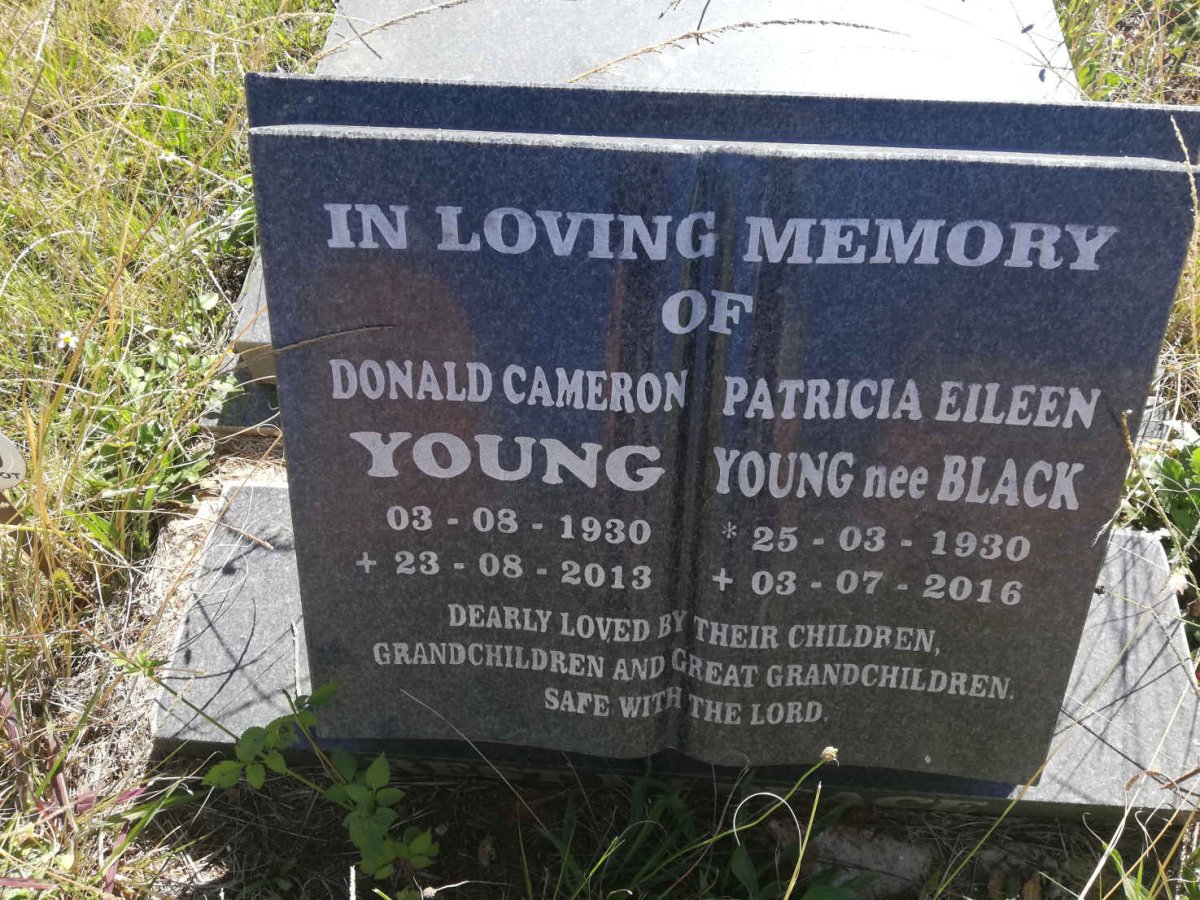 IN LOVING MEMORY
OF
DONALD CAMERON
YOUNG
03 - 08 - 1930
+ 23 - 08 - 2013
PATRICIA EILEEN
YOUNG nee BLACK
* 25 - 03 - 1930
+ 03 - 07 - 2016
DEARLY LOVED BY THEIR CHILDREN,
GRANDCHILDREN AND GREAT GRANDCHILDREN.
SAFE WITH THE LORD.